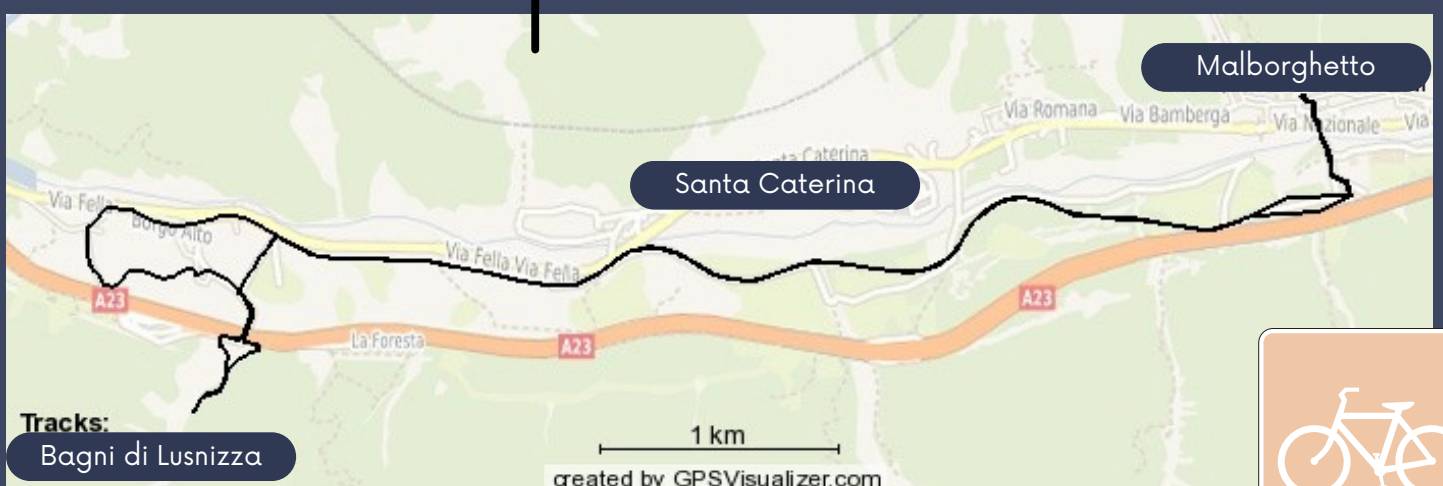 Malborghetto
Via Romana
Via Bamberga
Via Nazionale
Via
Santa Caterina
Caterina
Via Fella
Borgo Alto
Via Fella
Via Fella
A23
A23
La Foresta
A23
Tracks:
Bagni di Lusnizza
1 km
created by GPSVisualizer.com